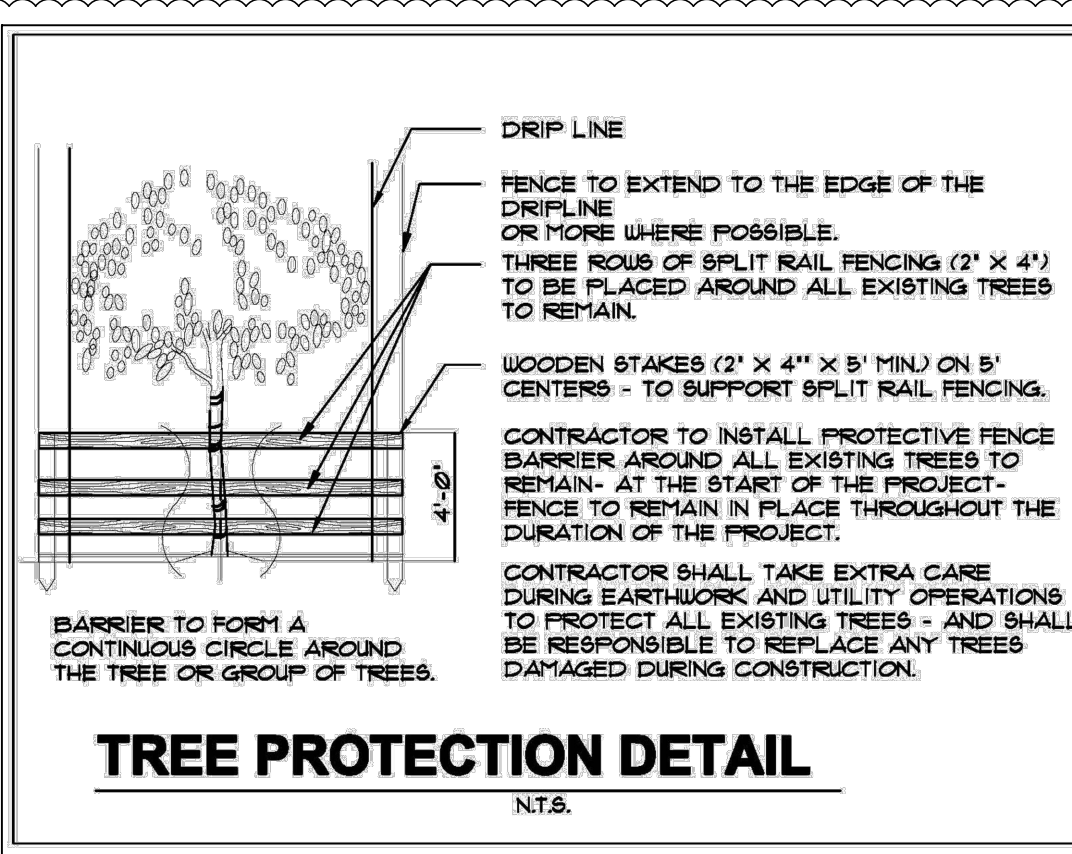 DRIP LINE
FENCE TO EXTEND TO THE EDGE OF THE
DRIPLINE
OR MORE WHERE POSSIBLE.
THREE ROWS OF SPLIT RAIL FENCING (2" X 4")
TO BE PLACED AROUND ALL EXISTING TREES
TO REMAIN.
WOODEN STAKES (2" X 4"" X 5' MIN.) ON 5'
CENTERS - TO SUPPORT SPLIT RAIL FENCING.
4'-0"
CONTRACTOR TO INSTALL PROTECTIVE FENCE
BARRIER AROUND ALL EXISTING TREES TO
REMAIN- AT THE START OF THE PROJECT-
FENCE TO REMAIN IN PLACE THROUGHOUT THE
DURATION OF THE PROJECT.
CONTRACTOR SHALL TAKE EXTRA CARE
DURING EARTHWORK AND UTILITY OPERATIONS
TO PROTECT ALL EXISTING TREES - AND SHALL
BE RESPONSIBLE TO REPLACE ANY TREES
DAMAGED DURING CONSTRUCTION.
BARRIER TO FORM A
CONTINUOUS CIRCLE AROUND
THE TREE OR GROUP OF TREES.
TREE PROTECTION DETAIL
N.T.S.